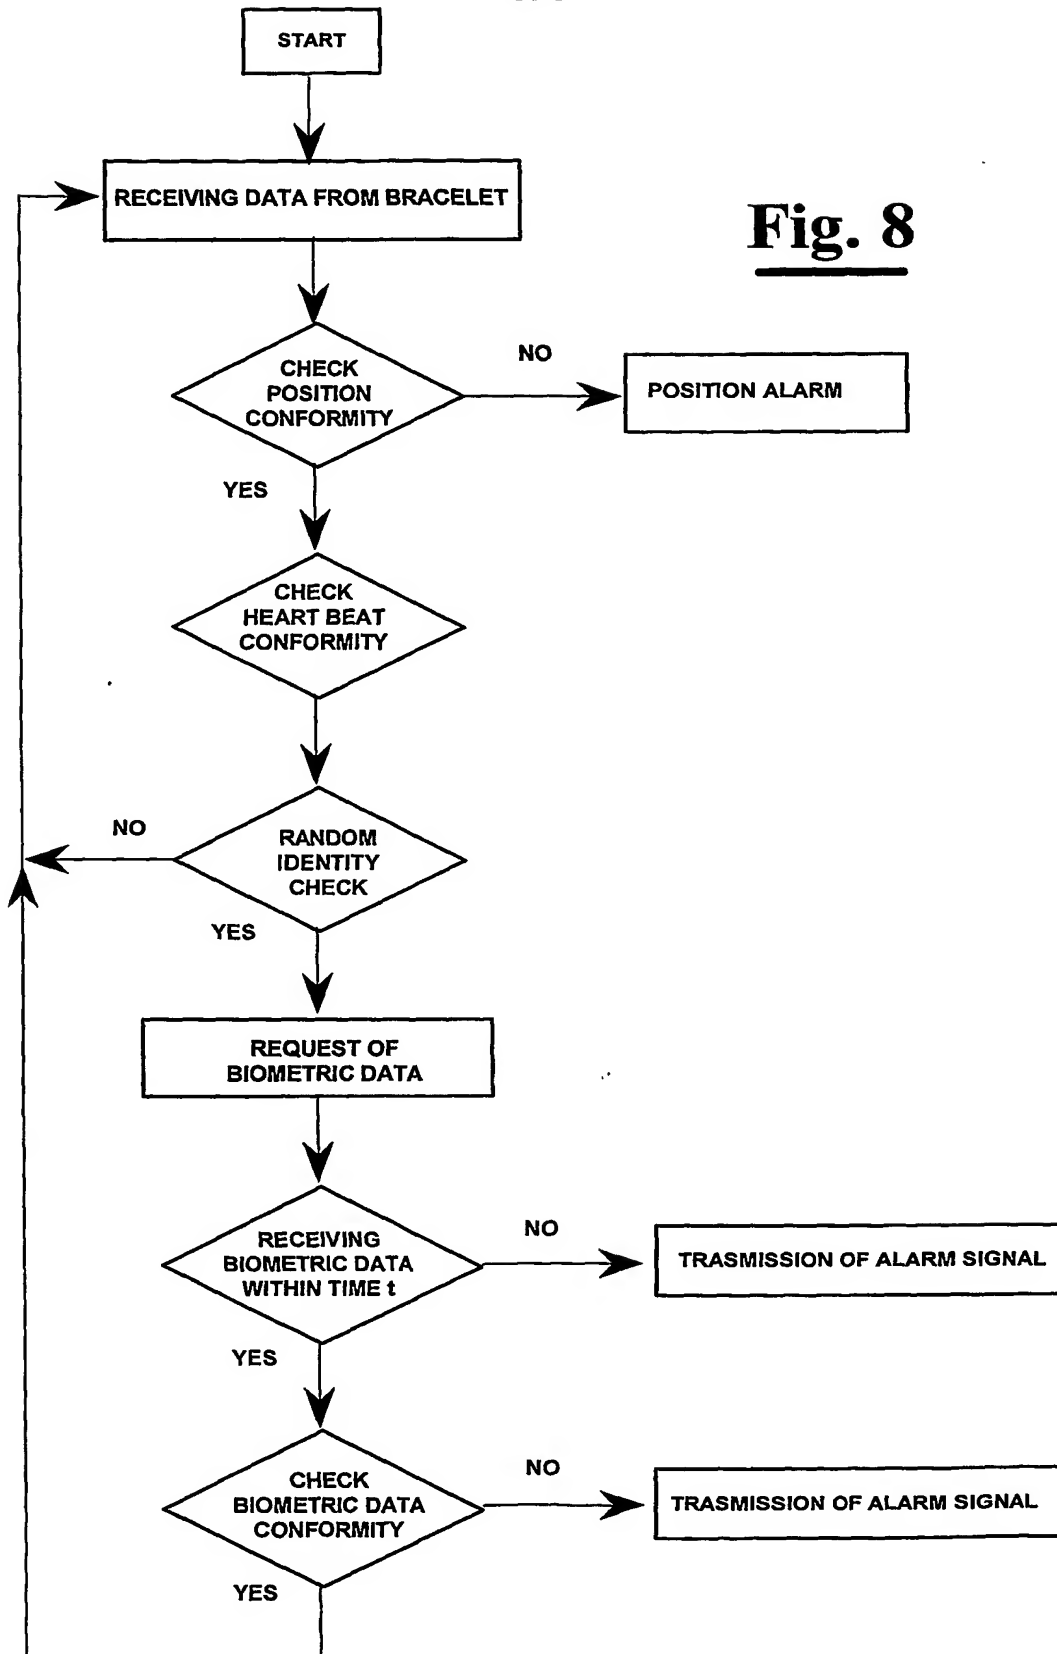 START
RECEIVING DATA FROM BRACELET
Fig. 8
CHECK
POSITION
CONFORMITY
NO
POSITION ALARM
YES
CHECK
HEART BEAT
CONFORMITY
NO
RANDOM
IDENTITY
CHECK
YES
REQUEST OF
BIOMETRIC DATA
RECEIVING
BIOMETRIC DATA
WITHIN TIME t
NO
TRASMISSION OF ALARM SIGNAL
YES
CHECK
BIOMETRIC DATA
CONFORMITY
NO
TRASMISSION OF ALARM SIGNAL
YES